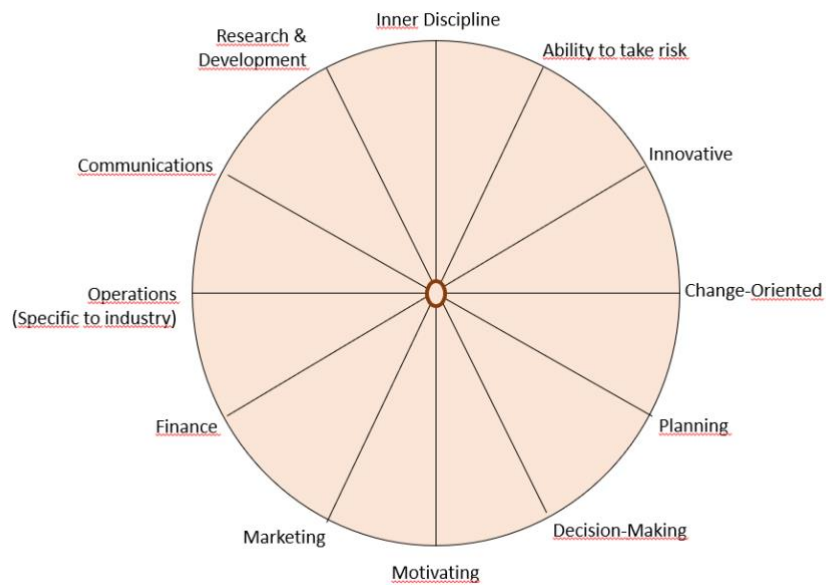 Inner Discipline
Ability to take risk
Innovative
Change-Oriented
Planning
Decision-Making
Motivating
Marketing
Finance
Operations
(Specific to industry)
Communications
Research &
Development